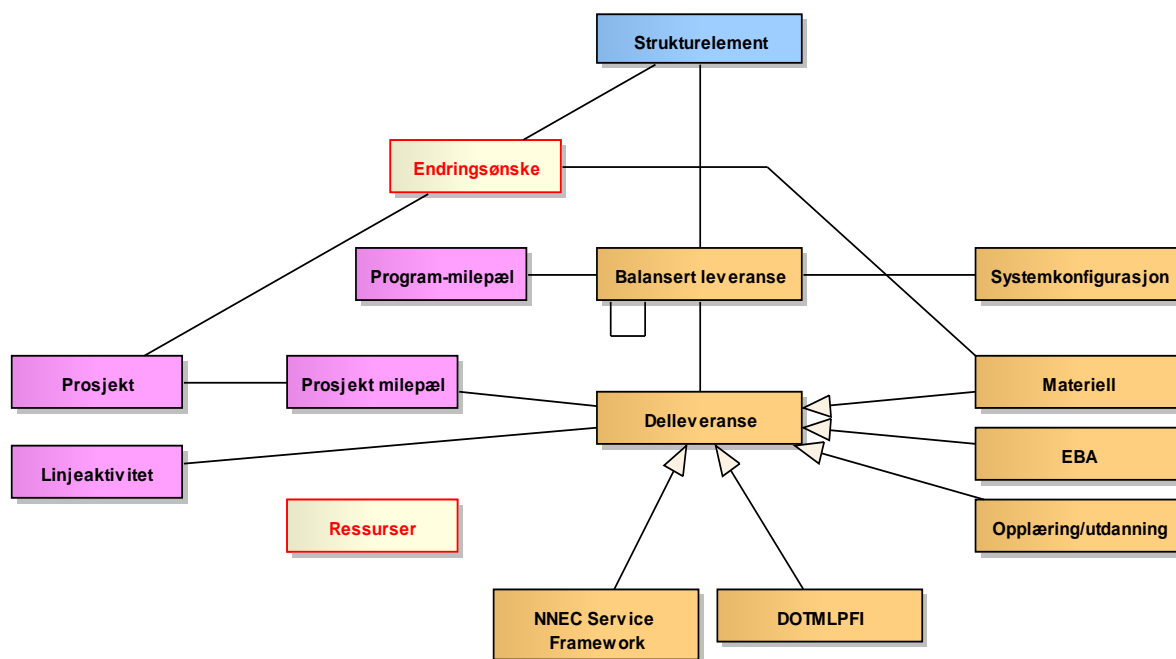 Strukturelement
Endringsønske
Program-milepæl
Balansert leveranse
Systemkonfigurasjon
Prosjekt
Prosjekt milepæl
Delleveranse
Materiell
Linjeaktivitet
EBA
Ressurser
Opplæring/utdanning
NNEC Service
Framework
DOTMLPFI